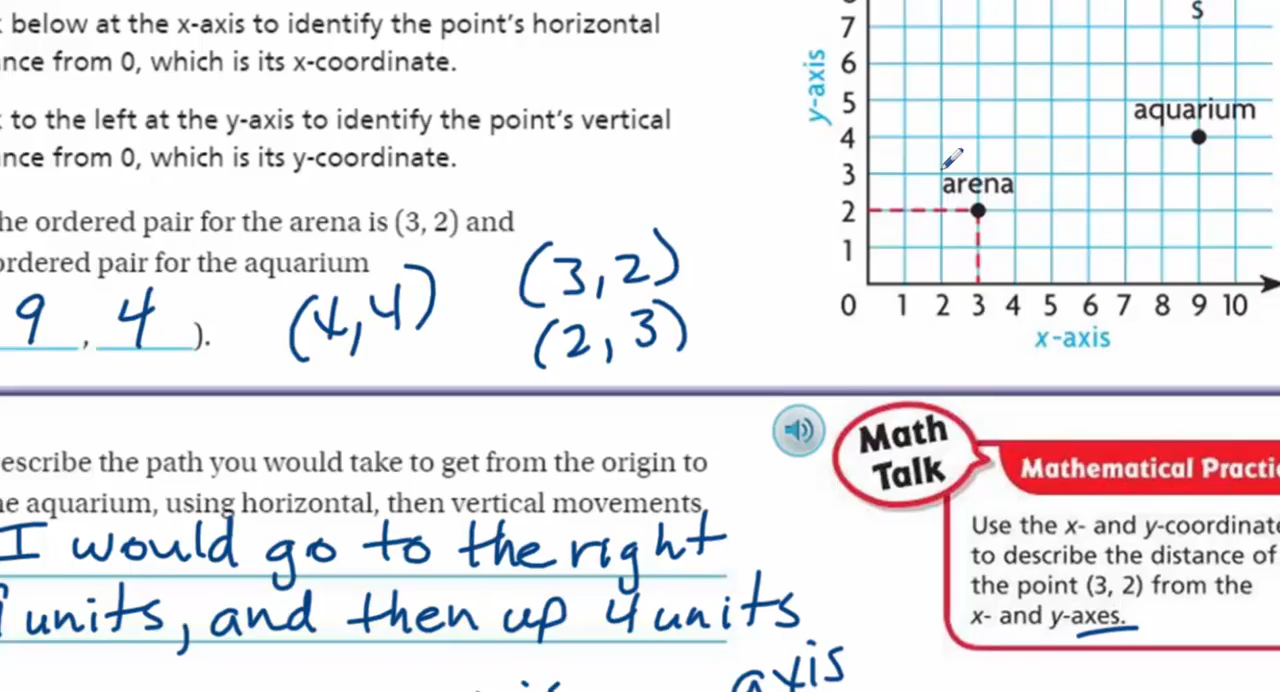 below at the x-axis to identify the point's horizontal
nce from 0, which is its x-coordinate.
to the left at the y-axis to identify the point's vertical
nce from 0, which is its y-coordinate.
he ordered pair for the arena is (3, 2) and
ordered pair for the aquarium
9 , 4 ).
(4,4)
(3,2)
(2,3)
y-axis
7
6
5
4
3
2
1
0 1 2 3 4 5 6 7 8 9 10
x-axis
S
aquarium
arena
escribe the path you would take to get from the origin to
e aquarium, using horizontal, then vertical movements.
I would go to the right
units, and then up 4 units
axis
Math
Talk
Mathematical Practi
Use the x- and y-coordinate
to describe the distance of
the point (3, 2) from the
x- and y-axes.